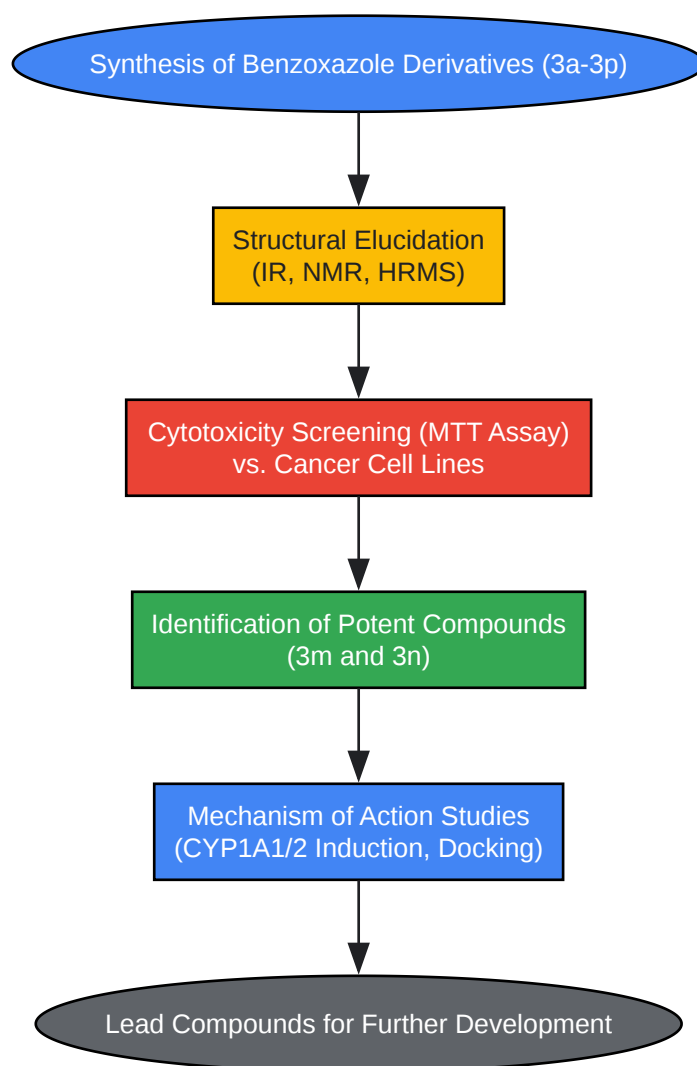 Synthesis of Benzoxazole Derivatives (3a-3p)
Structural Elucidation
(IR, NMR, HRMS)
Cytotoxicity Screening (MTT Assay)
vs. Cancer Cell Lines
Identification of Potent Compounds
(3m and 3n)
Mechanism of Action Studies
(CYP1A1/2 Induction, Docking)
Lead Compounds for Further Development